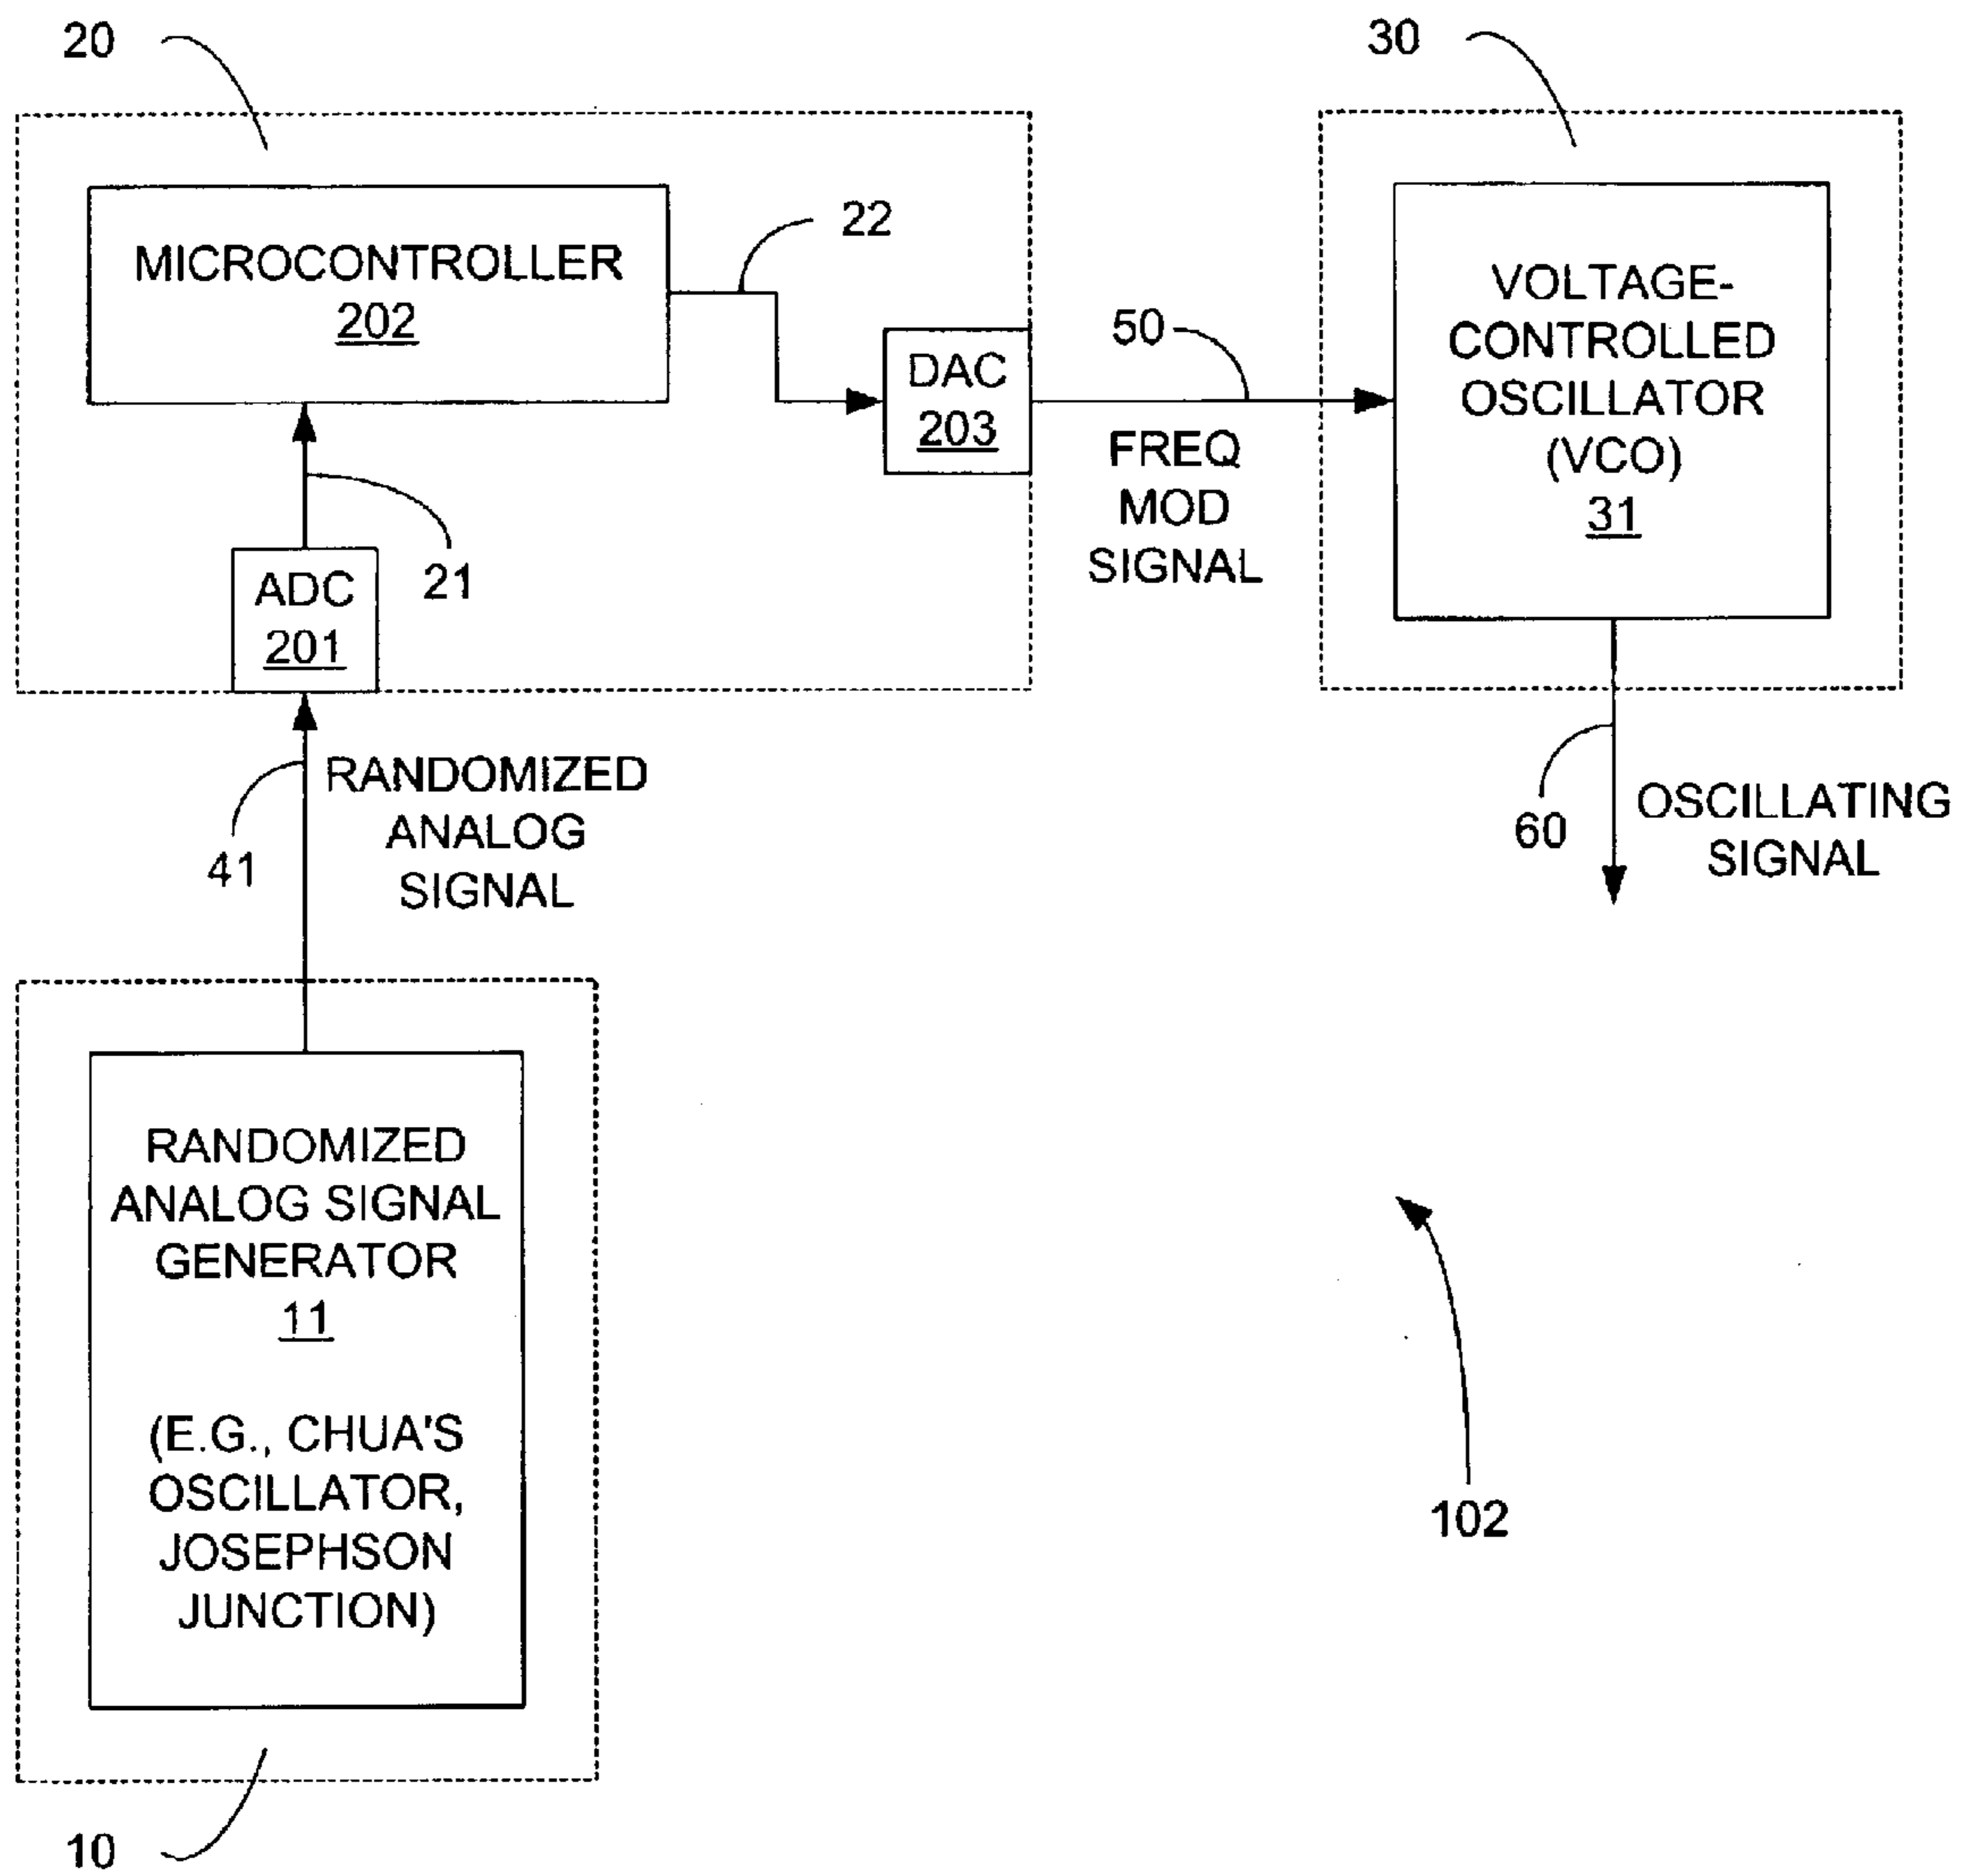 20
30
MICROCONTROLLER
202
22
VOLTAGE-
CONTROLLED
OSCILLATOR
(VCO)
31
50
DAC
203
FREQ
MOD
SIGNAL
21
ADC
201
RANDOMIZED
ANALOG
SIGNAL
41
60
OSCILLATING
SIGNAL
RANDOMIZED
ANALOG SIGNAL
GENERATOR
11
(E.G., CHUA'S
OSCILLATOR,
JOSEPHSON
JUNCTION)
102
10